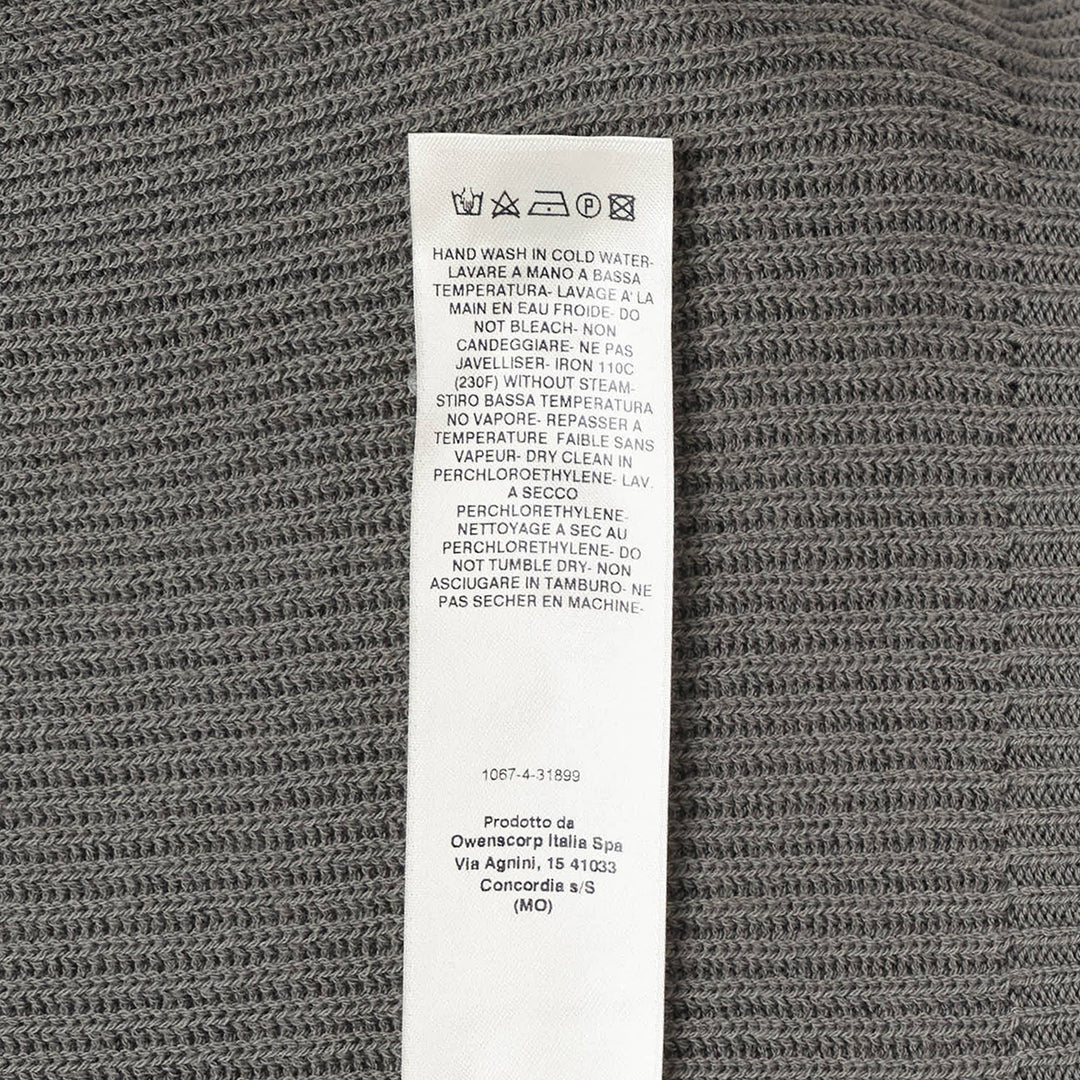 HAND WASH IN COLD WATER-
LAVARE A MANO A BASSA
TEMPERATURA- LAVAGE A' LA
MAIN EN EAU FROIDE- DO
NOT BLEACH- NON
CANDEGGIARE- NE PAS
JAVELLISER- IRON 110C
(230F) WITHOUT STEAM-
STIRO BASSA TEMPERATURA
NO VAPORE- REPASSER A
TEMPERATURE FAIBLE SANS
VAPEUR- DRY CLEAN IN
PERCHLOROETHYLENE- LAV.
A SECCO
PERCHLORETHYLENE-
NETTOYAGE A SEC AU
PERCHLORETHYLENE- DO
NOT TUMBLE DRY- NON
ASCIUGARE IN TAMBURO- NE
PAS SECHER EN MACHINE-
1067-4-31899
Prodotto da
Owenscorp Italia Spa
Via Agnini, 15 41033
Concordia s/S
(MO)